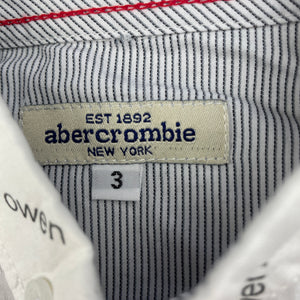 EST 1892
abercrombie
NEW YORK
3
owen